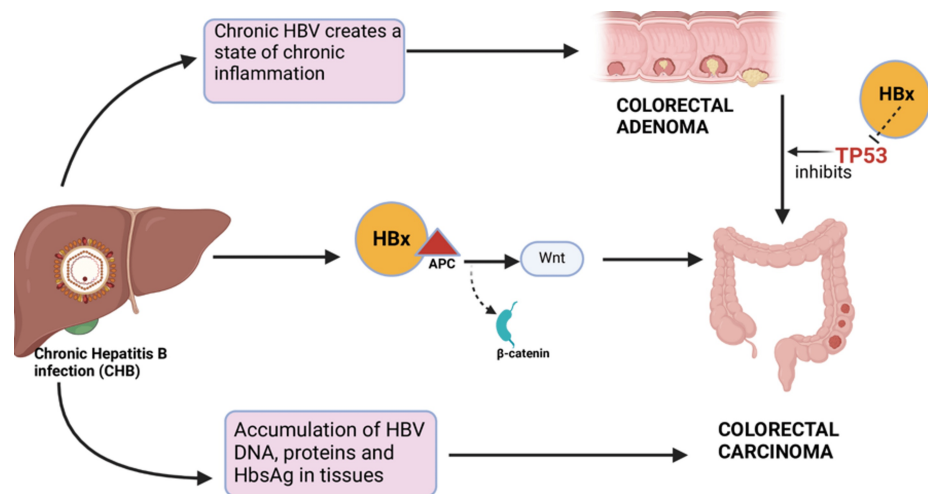 Chronic HBV creates a
state of chronic
inflammation
COLORECTAL
ADENOMA
HBx
TP53
inhibits
HBx
APC
Wnt
β-catenin
Chronic Hepatitis B
infection (CHB)
Accumulation of HBV
DNA, proteins and
HbsAg in tissues
COLORECTAL
CARCINOMA